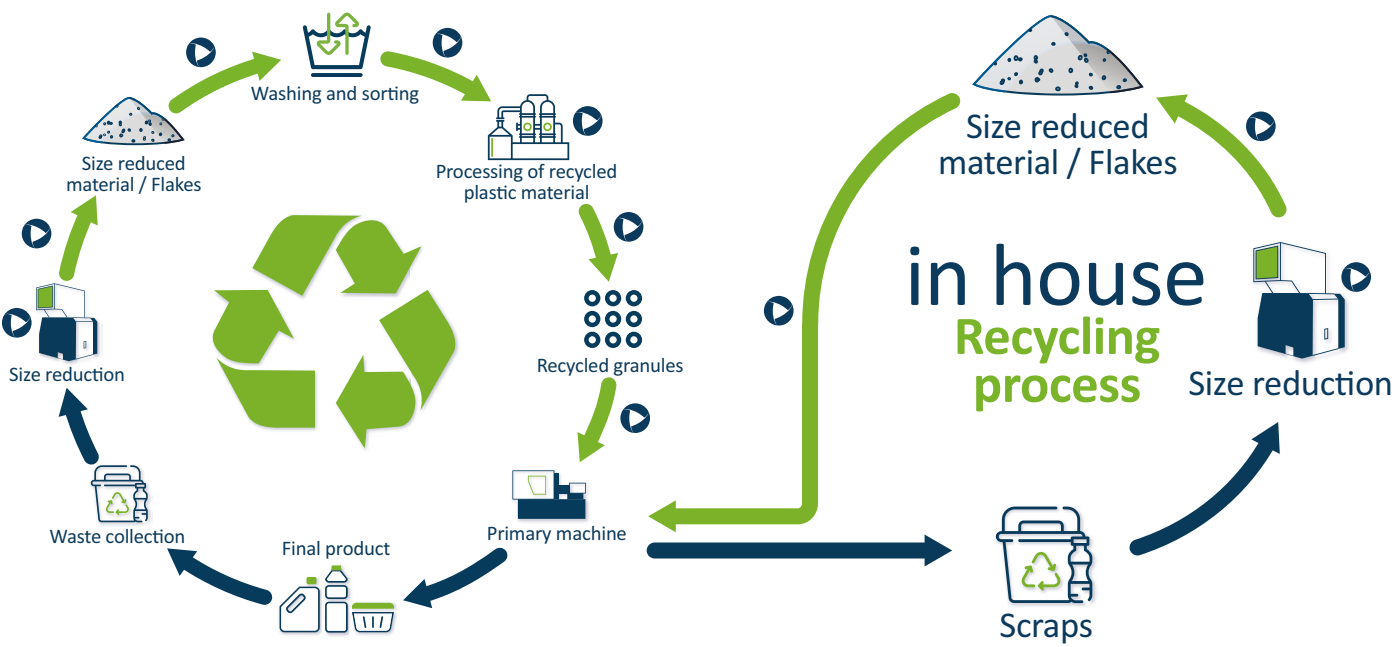 Washing and sorting
Size reduced
material / Flakes
Processing of recycled
plastic material
Recycled granules
Size reduction
Primary machine
Waste collection
Final product
Size reduced
material / Flakes
in house
Recycling
process
Size reduction
Scraps